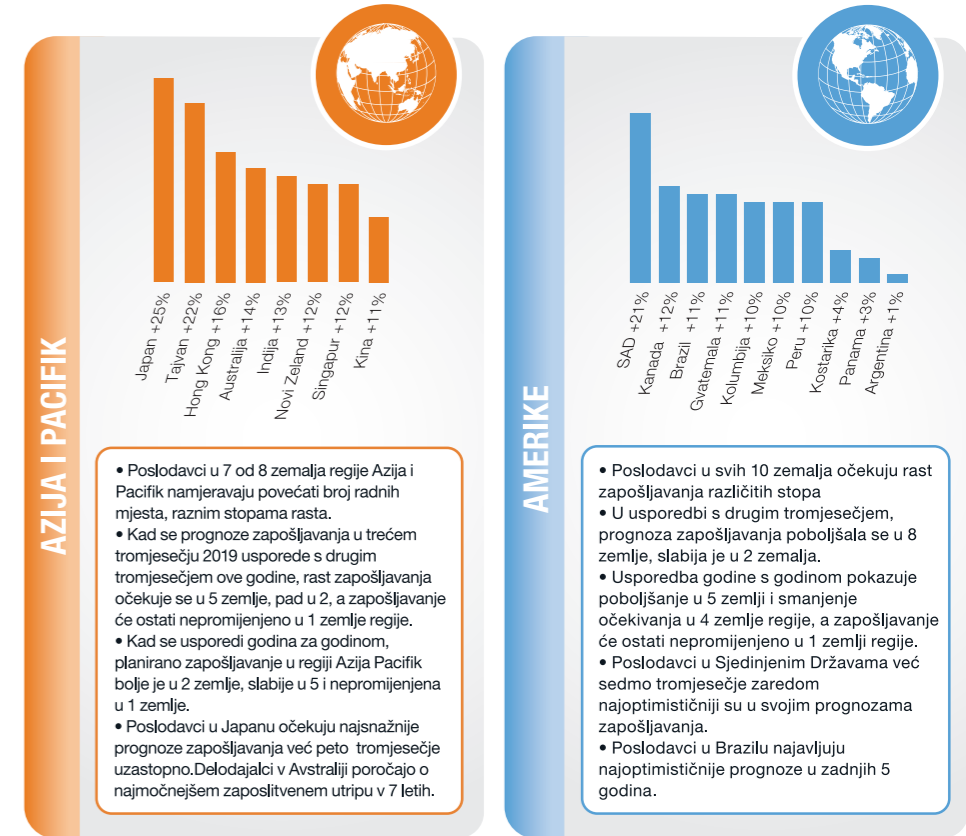 AZIJA I PACIFIK
Japan +25%
Tajvan +22%
Hong Kong +16%
Australija +14%
Indija +13%
Novi Zeland +12%
Singapur +12%
Kina +11%
• Poslodavci u 7 od 8 zemalja regije Azija i
Pacifik namjeravaju povećati broj radnih
mjesta, raznim stopama rasta.
• Kad se prognoze zapošljavanja u trećem
tromjesečju 2019 usporede s drugim
tromjesečjem ove godine, rast zapošljavanja
očekuje se u 5 zemlje, pad u 2, a zapošljavanje
će ostati nepromijenjeno u 1 zemlje regije.
• Kad se usporedi godina za godinom,
planirano zapošljavanje u regiji Azija Pacifik
bolje je u 2 zemlje, slabije u 5 i nepromijenjena
u 1 zemlje.
• Poslodavci u Japanu očekuju najsnažnije
prognoze zapošljavanja već peto tromjesečje
uzastopno.Delodajalci v Avstraliji poročajo o
najmočnejšem zaposlitvenem utripu v 7 letih.
AMERIKE
SAD +21%
Kanada +12%
Brazil +11%
Gvatemala +11%
Kolumbija +10%
Meksiko +10%
Peru +10%
Kostarika +4%
Panama +3%
Argentina +1%
• Poslodavci u svih 10 zemalja očekuju rast
zapošljavanja različitih stopa
• U usporedbi s drugim tromjesečjem,
prognoza zapošljavanja poboljšala se u 8
zemlje, slabija je u 2 zemalja.
• Usporedba godine s godinom pokazuje
poboljšanje u 5 zemlji i smanjenje
očekivanja u 4 zemlje regije, a zapošljavanje
će ostati nepromijenjeno u 1 zemlji regije.
• Poslodavci u Sjedinjenim Državama već
sedmo tromjesečje zaredom
najoptimističniji su u svojim prognozama
zapošljavanja.
• Poslodavci u Brazilu najavljuju
najoptimističnije prognoze u zadnjih 5
godina.